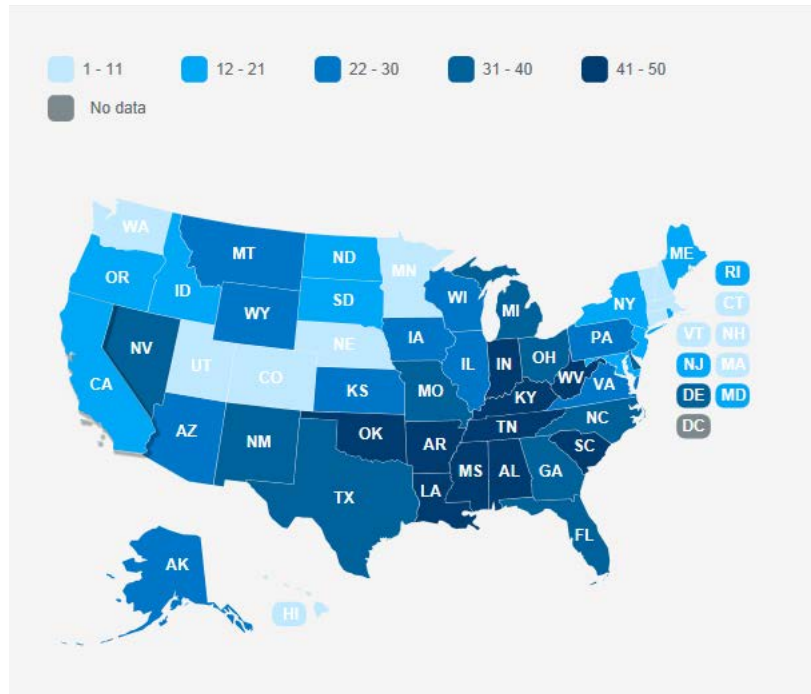 1 - 11 12 - 21 22 - 30 31 - 40 41 - 50
No data
WA MT ND MN ME
OR ID SD WI MI NY RI
WY CT
NV UT CO NE IA IL IN OH PA VT NH
CA KS MO WV VA NJ MA
KY DE MD
AZ NM OK AR TN NC DC
MS AL GA SC
TX LA
FL
AK
HI